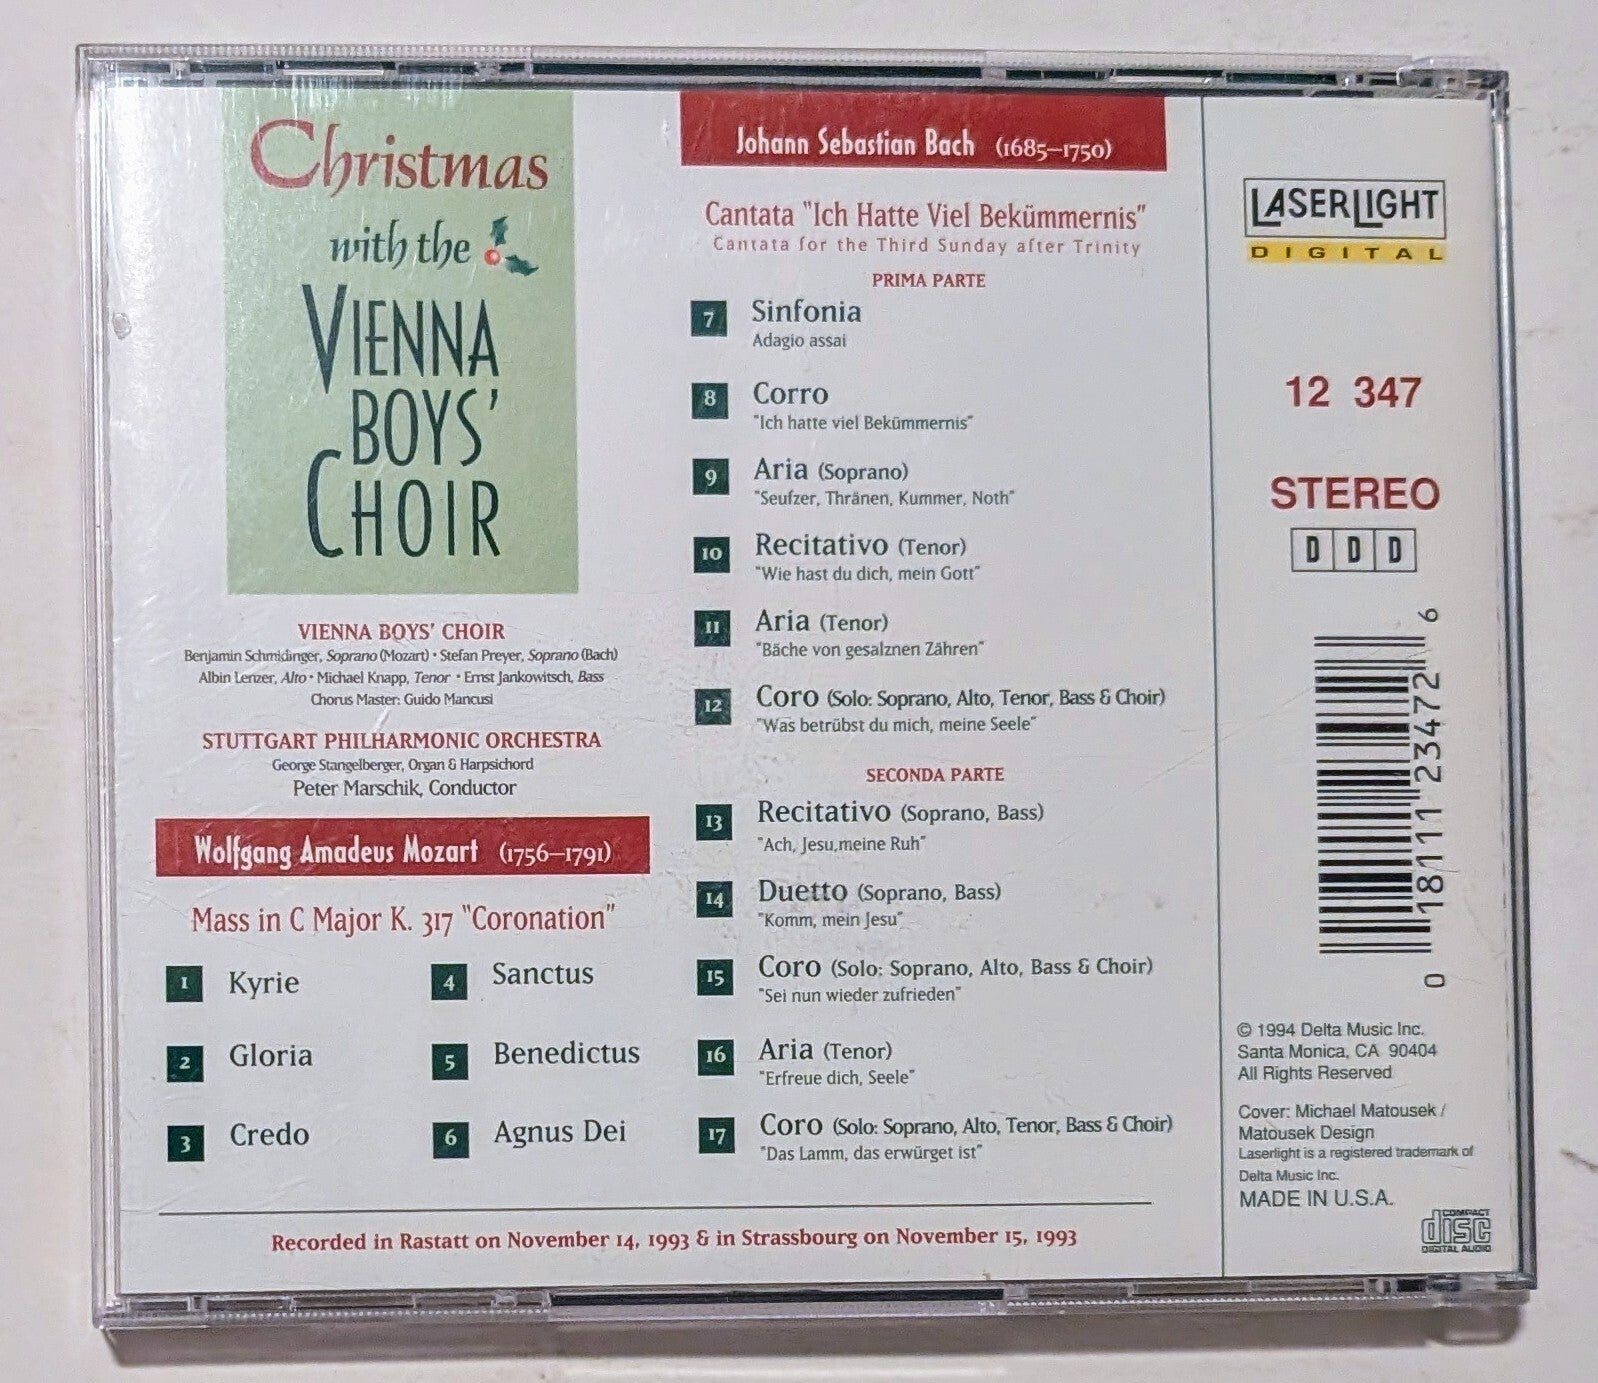 Christmas
with the
VIENNA
BOYS'
CHOIR
VIENNA BOYS' CHOIR
Benjamin Schmidinger, Soprano (Mozart) • Stefan Preyer, Soprano (Bach)
Albin Lenzer, Alto • Michael Knapp, Tenor • Ernst Jankowitsch, Bass
Chorus Master: Guido Mancusi
STUTTGART PHILHARMONIC ORCHESTRA
George Stangelberger, Organ & Harpsichord
Peter Marschik, Conductor
Wolfgang Amadeus Mozart (1756–1791)
Mass in C Major K. 317 "Coronation"
1 Kyrie
2 Gloria
3 Credo
4 Sanctus
5 Benedictus
6 Agnus Dei
Johann Sebastian Bach (1685–1750)
Cantata "Ich Hatte Viel Bekümmernis"
Cantata for the Third Sunday after Trinity
PRIMA PARTE
7 Sinfonia
Adagio assai
8 Corro
"Ich hatte viel Bekümmernis"
9 Aria (Soprano)
"Seufzer, Thränen, Kummer, Noth"
10 Recitativo (Tenor)
"Wie hast du dich, mein Gott"
11 Aria (Tenor)
"Bäche von gesalznen Zähren"
12 Coro (Solo: Soprano, Alto, Tenor, Bass & Choir)
"Was betrübst du mich, meine Seele"
SECONDA PARTE
13 Recitativo (Soprano, Bass)
"Ach, Jesu,meine Ruh"
14 Duetto (Soprano, Bass)
"Komm, mein Jesu"
15 Coro (Solo: Soprano, Alto, Bass & Choir)
"Sei nun wieder zufrieden"
16 Aria (Tenor)
"Erfreue dich, Seele"
17 Coro (Solo: Soprano, Alto, Tenor, Bass & Choir)
"Das Lamm, das erwürget ist"
Recorded in Rastatt on November 14, 1993 & in Strassbourg on November 15, 1993
LASERLIGHT
DIGITAL
12 347
STEREO
D D D
0 18111 23472 6
© 1994 Delta Music Inc.
Santa Monica, CA 90404
All Rights Reserved
Cover: Michael Matousek /
Matousek Design
Laserlight is a registered trademark of
Delta Music Inc.
MADE IN U.S.A.
COMPACT
disc
DIGITAL AUDIO